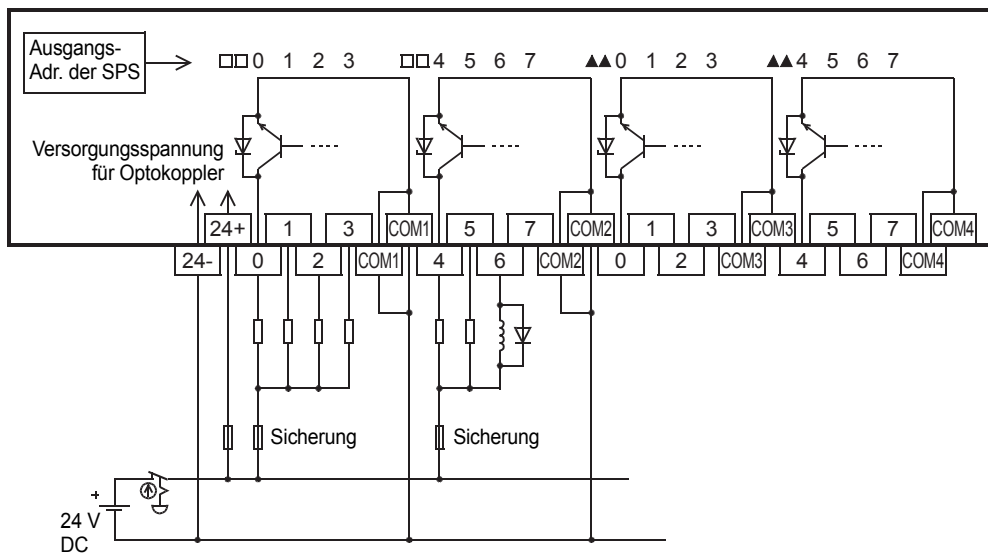 Ausgangs-
Adr. der SPS
□□0 1 2 3 □□4 5 6 7 ▲▲0 1 2 3 ▲▲4 5 6 7
Versorgungsspannung
für Optokoppler
24+ 1 3 COM1 5 7 COM2 1 3 COM3 5 7 COM4
24- 0 2 COM1 4 6 COM2 0 2 COM3 4 6 COM4
Sicherung Sicherung
+
24 V
DC